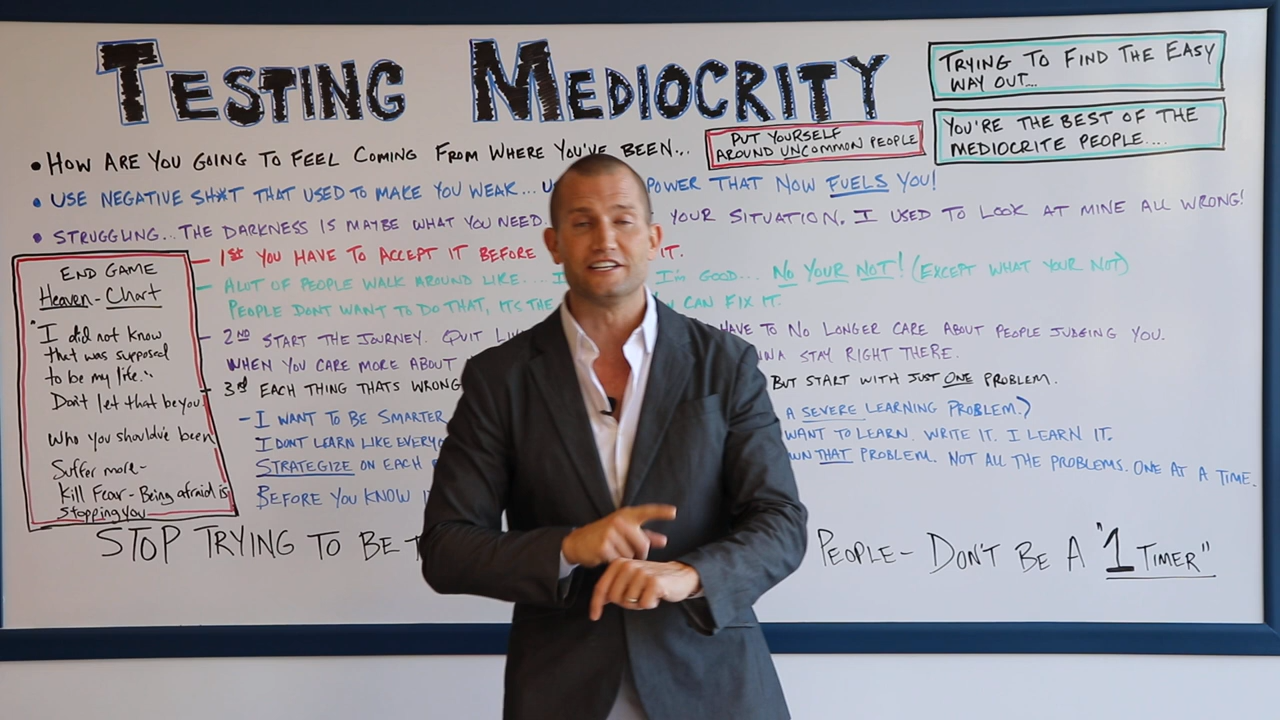 TESTING MEDIOCRITY
TRYING TO FIND THE EASY
WAY OUT...
YOU'RE THE BEST OF THE
MEDIOCRITE PEOPLE....
PUT YOURSELF
AROUND UNCOMMON PEOPLE
• HOW ARE YOU GOING TO FEEL COMING FROM WHERE YOU'VE BEEN...
• USE NEGATIVE SH*T THAT USED TO MAKE YOU WEAK... POWER THAT NOW FUELS YOU!
• STRUGGLING... THE DARKNESS IS MAYBE WHAT YOU NEED. YOUR SITUATION. I USED TO LOOK AT MINE ALL WRONG!
END GAME
Heaven-Chart
"I did not know
that was supposed
to be my life."
Don't let that be you.
Who you should've been
Suffer more-
Kill Fear-Being afraid is
stopping you
- 1st YOU HAVE TO ACCEPT IT BEFORE IT.
- ALOT OF PEOPLE WALK AROUND LIKE.... I'M GOOD... NO YOUR NOT! (EXCEPT WHAT YOUR NOT)
PEOPLE DONT WANT TO DO THAT, ITS THE CAN FIX IT.
- 2ND START THE JOURNEY. QUIT HAVE TO NO LONGER CARE ABOUT PEOPLE JUDGING YOU.
WHEN YOU CARE MORE ABOUT STAY RIGHT THERE.
- 3rd EACH THING THATS WRONG BUT START WITH JUST ONE PROBLEM.
- I WANT TO BE SMARTER A SEVERE LEARNING PROBLEM.)
I DONT LEARN LIKE WANT TO LEARN. WRITE IT. I LEARN IT.
STRATEGIZE ON EACH THAT PROBLEM. NOT ALL THE PROBLEMS. ONE AT A TIME.
BEFORE YOU KNOW
STOP TRYING TO BE PEOPLE - DON'T BE A "1 TIMER"